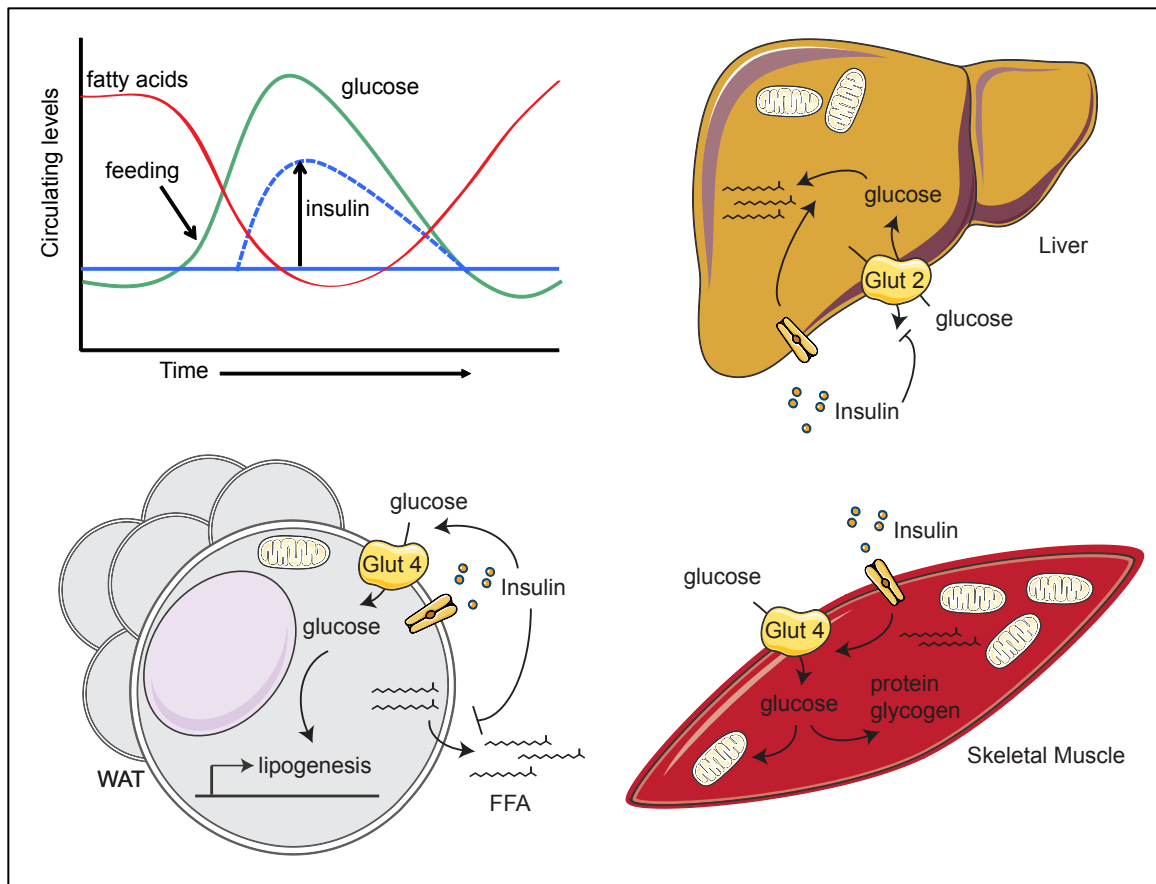 Circulating levels
fatty acids
glucose
feeding
insulin
Time
glucose
Liver
Glut 2
glucose
Insulin
glucose
Glut 4
Insulin
glucose
lipogenesis
WAT
FFA
Insulin
glucose
Glut 4
glucose
protein
glycogen
Skeletal Muscle